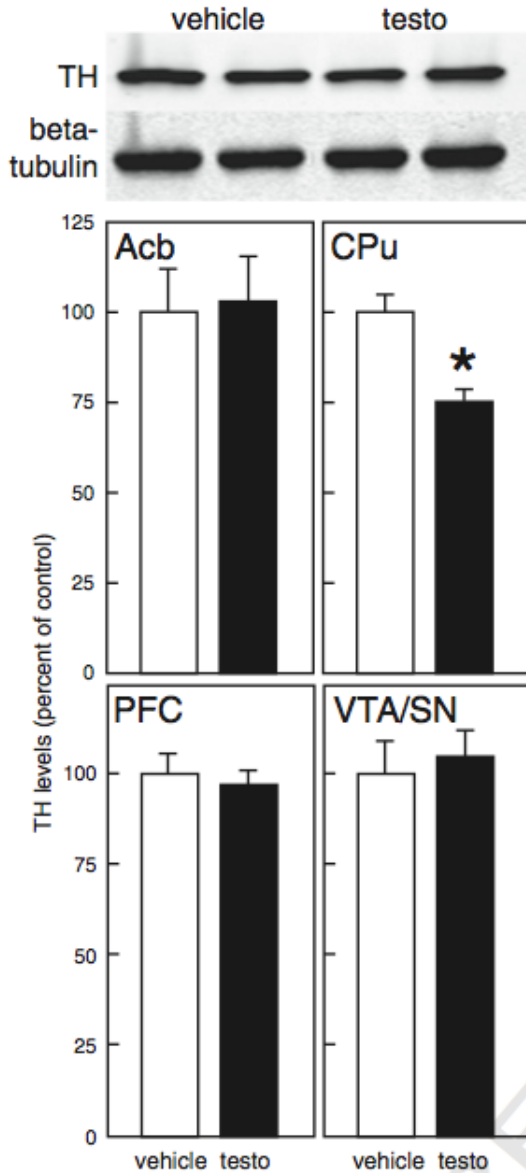 vehicle testo
TH
beta-
tubulin
TH levels (percent of control)
125
100
75
50
25
0
Acb
CPu
*
100
75
50
25
0
PFC
VTA/SN
vehicle testo vehicle testo